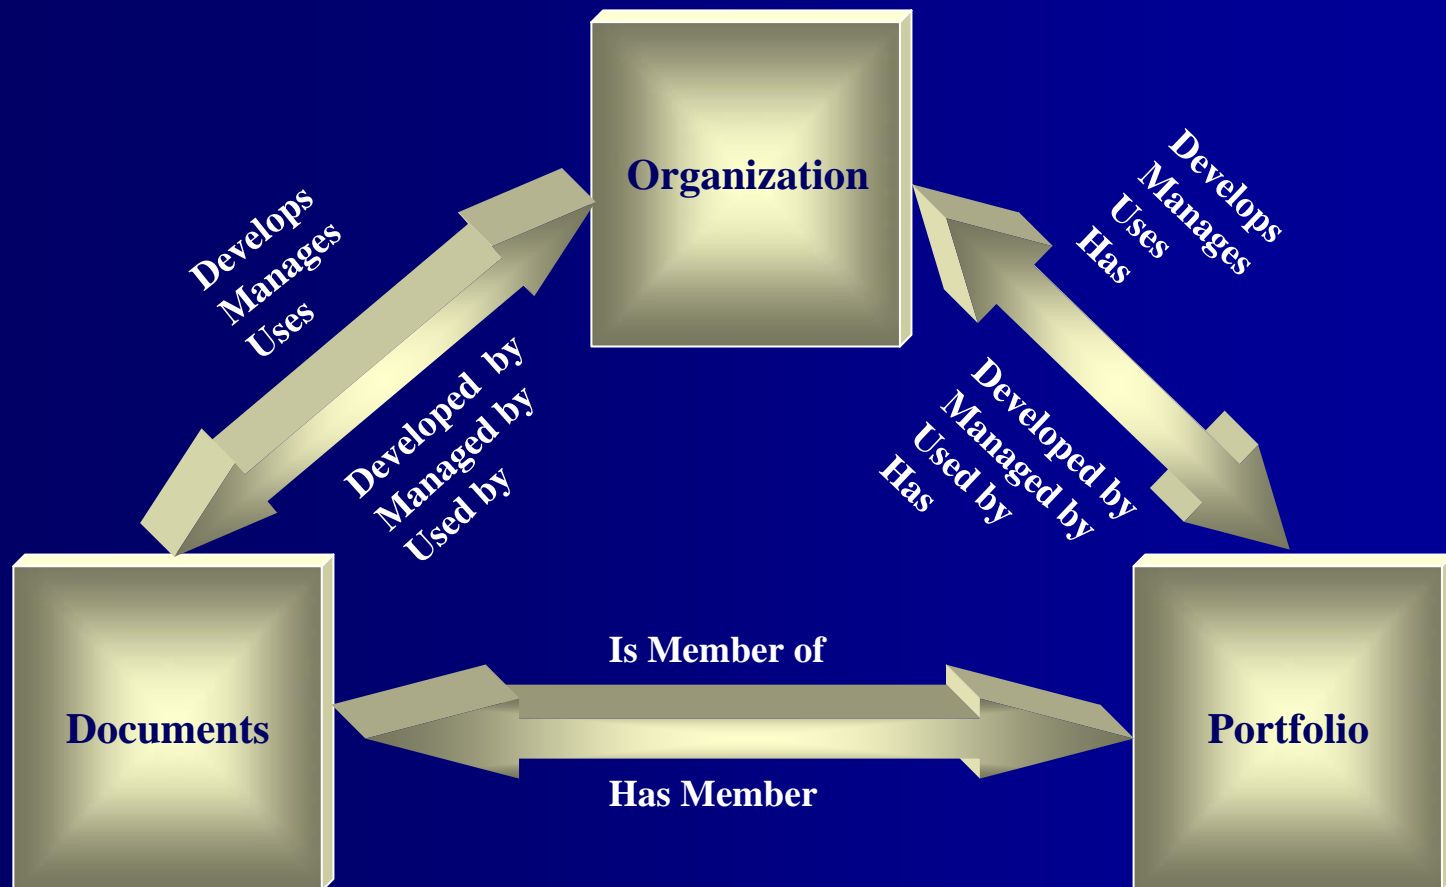 Organization
Develops
Manages
Uses
Developed by
Managed by
Used by
Develops
Manages
Uses
Has
Developed by
Managed by
Used by
Has
Is Member of
Documents
Portfolio
Has Member